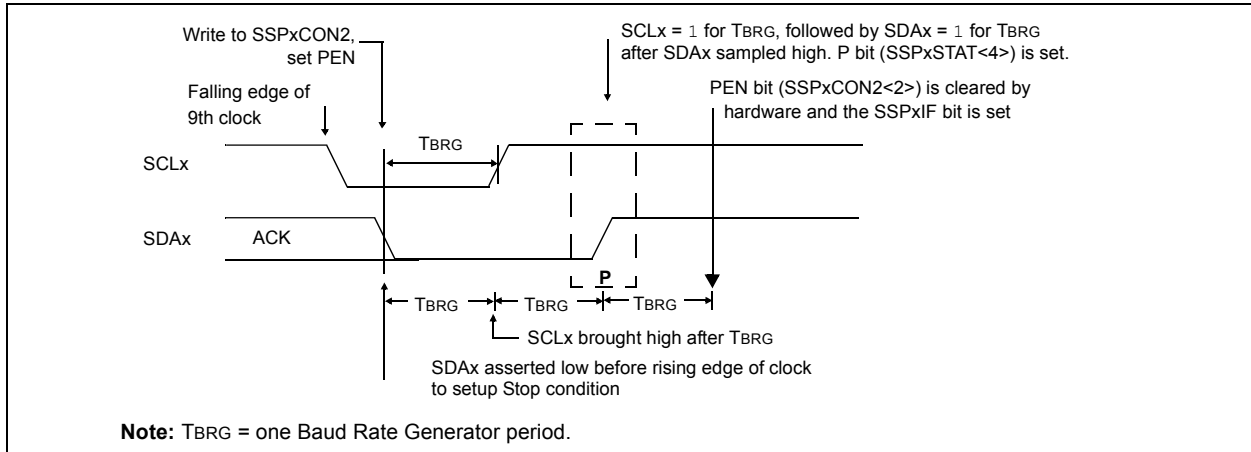 Write to SSPxCON2,
set PEN
SCLx = 1 for TBRG, followed by SDAx = 1 for TBRG
after SDAx sampled high. P bit (SSPxSTAT<4>) is set.
Falling edge of
9th clock
PEN bit (SSPxCON2<2>) is cleared by
hardware and the SSPxIF bit is set
TBRG
SCLx
SDAx
ACK
P
TBRG
TBRG
TBRG
SCLx brought high after TBRG
SDAx asserted low before rising edge of clock
to setup Stop condition
Note: TBRG = one Baud Rate Generator period.